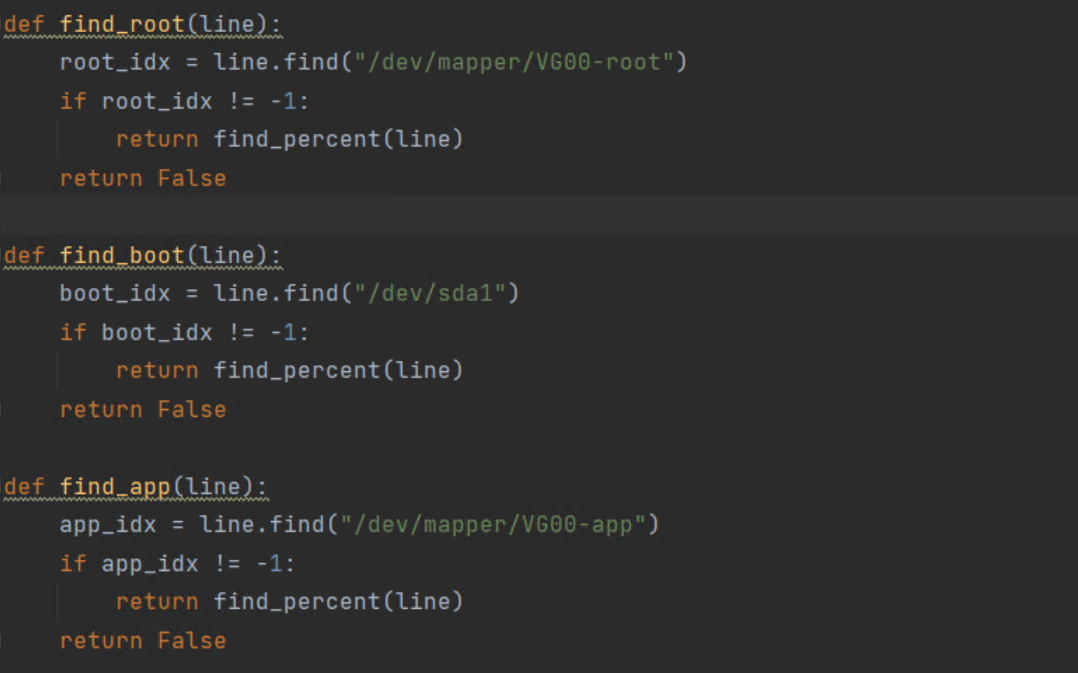 def find_root(line):
    root_idx = line.find("/dev/mapper/VG00-root")
    if root_idx != -1:
        return find_percent(line)
    return False
def find_boot(line):
    boot_idx = line.find("/dev/sda1")
    if boot_idx != -1:
        return find_percent(line)
    return False
def find_app(line):
    app_idx = line.find("/dev/mapper/VG00-app")
    if app_idx != -1:
        return find_percent(line)
    return False